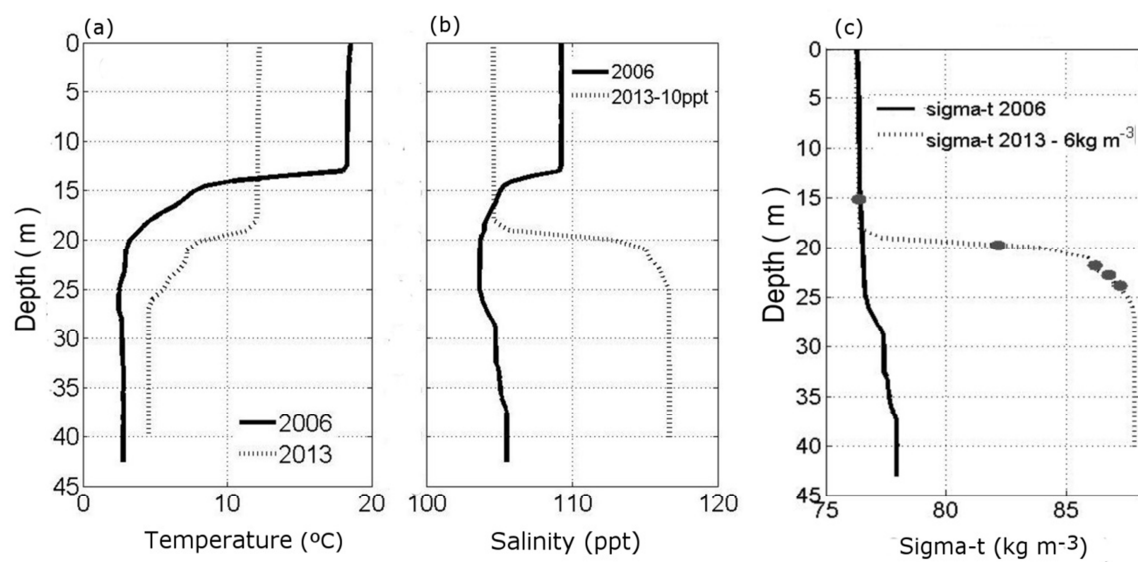 (a)
0
5
10
15
20
25
30
35
40
45
Depth ( m )
2006
2013
0
10
20
Temperature (ºC)
(b)
2006
2013-10ppt
100
110
120
Salinity (ppt)
(c)
0
5
10
15
20
25
30
35
40
45
Depth ( m )
sigma-t 2006
sigma-t 2013 - 6kg m-3
75
80
85
Sigma-t (kg m-3)